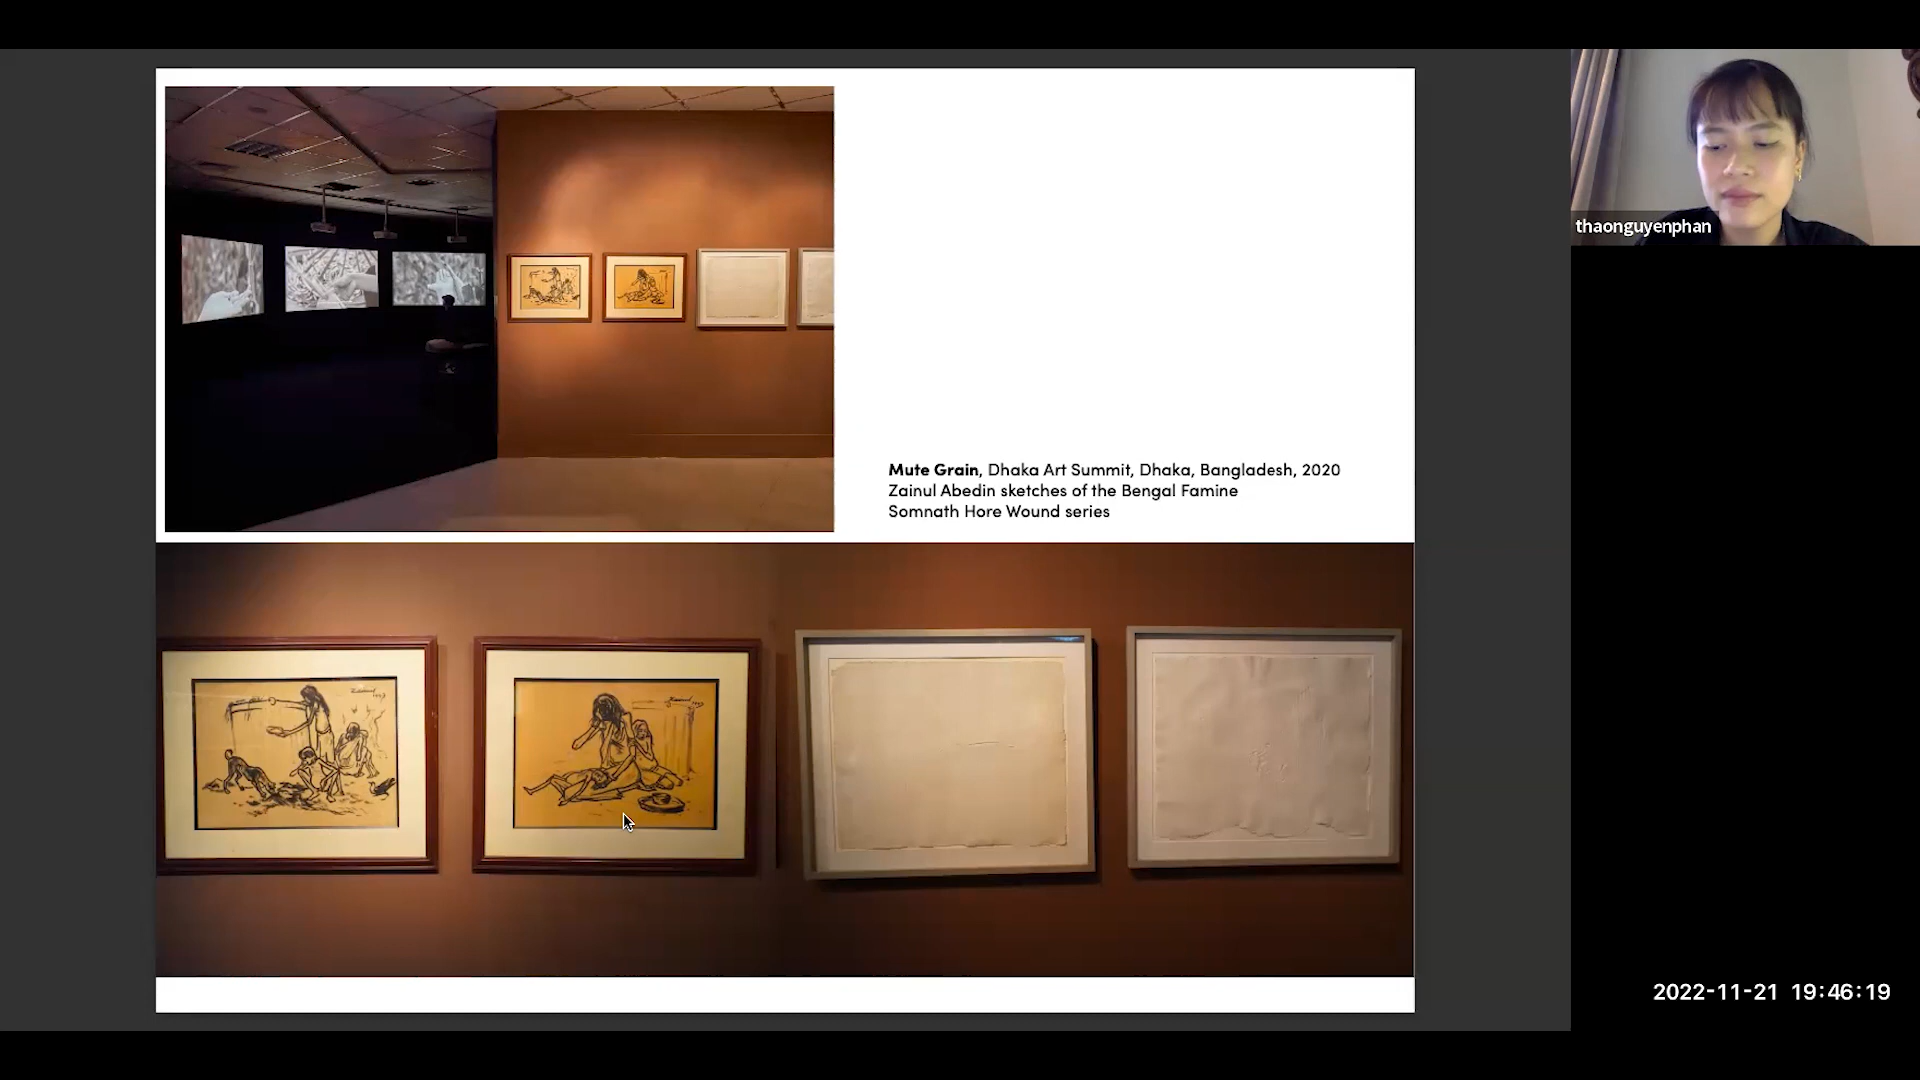 thaonguyenphan
Mute Grain, Dhaka Art Summit, Dhaka, Bangladesh, 2020
Zainul Abedin sketches of the Bengal Famine
Somnath Hore Wound series
2022-11-21 19:46:19